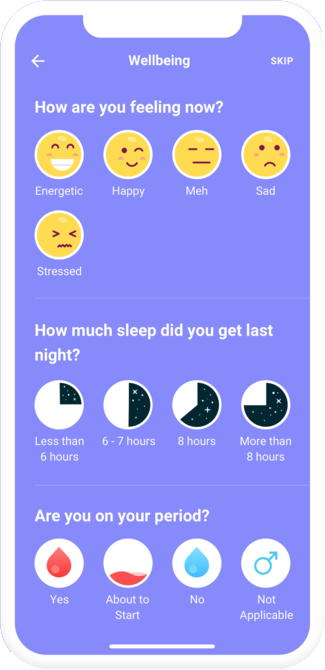 Wellbeing SKIP
How are you feeling now?
Energetic Happy Meh Sad
Stressed
How much sleep did you get last
night?
Less than 6 - 7 hours 8 hours More than
6 hours 8 hours
Are you on your period?
Yes About to No Not
Start Applicable